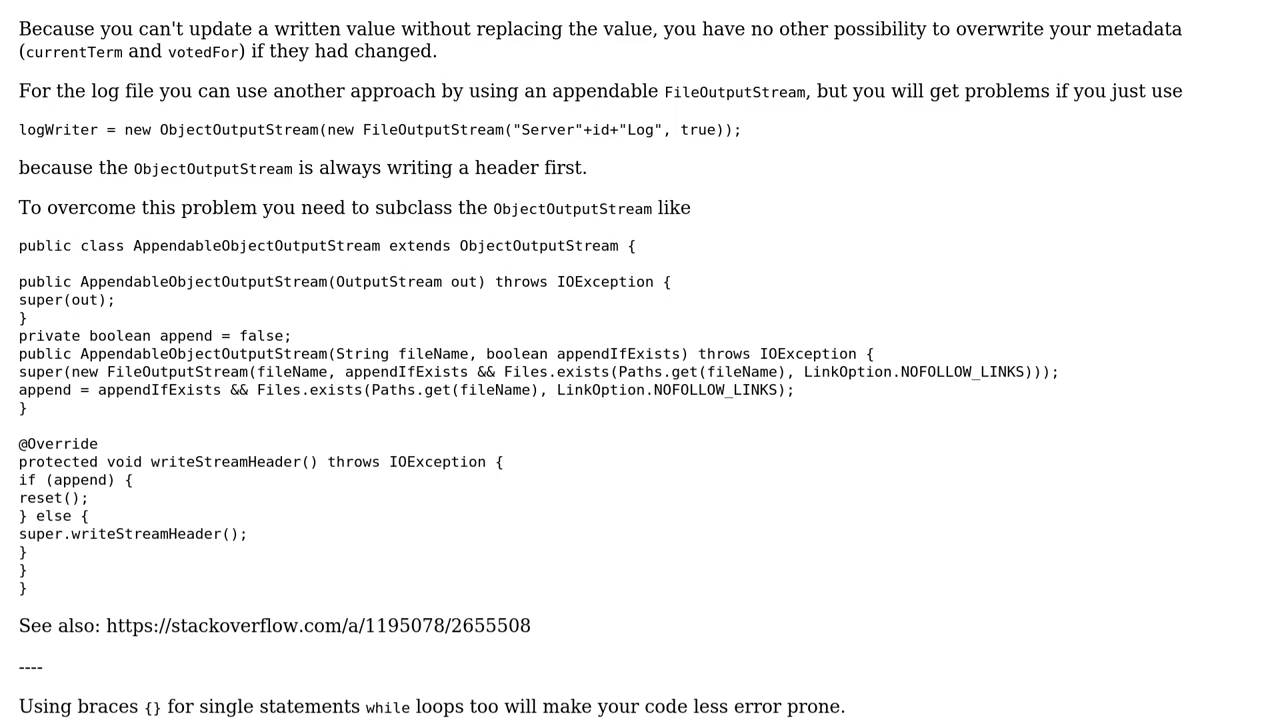 Because you can't update a written value without replacing the value, you have no other possibility to overwrite your metadata
(currentTerm and votedFor) if they had changed.
For the log file you can use another approach by using an appendable FileOutputStream, but you will get problems if you just use
logWriter = new ObjectOutputStream(new FileOutputStream("Server"+id+"Log", true));
because the ObjectOutputStream is always writing a header first.
To overcome this problem you need to subclass the ObjectOutputStream like
public class AppendableObjectOutputStream extends ObjectOutputStream {
public AppendableObjectOutputStream(OutputStream out) throws IOException {
super(out);
}
private boolean append = false;
public AppendableObjectOutputStream(String fileName, boolean appendIfExists) throws IOException {
super(new FileOutputStream(fileName, appendIfExists && Files.exists(Paths.get(fileName), LinkOption.NOFOLLOW_LINKS)));
append = appendIfExists && Files.exists(Paths.get(fileName), LinkOption.NOFOLLOW_LINKS);
}
@Override
protected void writeStreamHeader() throws IOException {
if (append) {
reset();
} else {
super.writeStreamHeader();
}
}
}
See also: https://stackoverflow.com/a/1195078/2655508
----
Using braces {} for single statements while loops too will make your code less error prone.